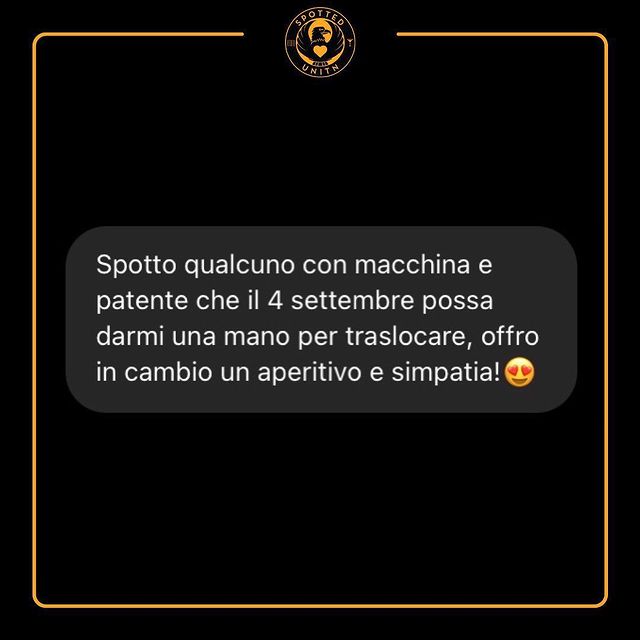 SPOTTED
UNITN
Spotto qualcuno con macchina e
patente che il 4 settembre possa
darmi una mano per traslocare, offro
in cambio un aperitivo e simpatia!😍